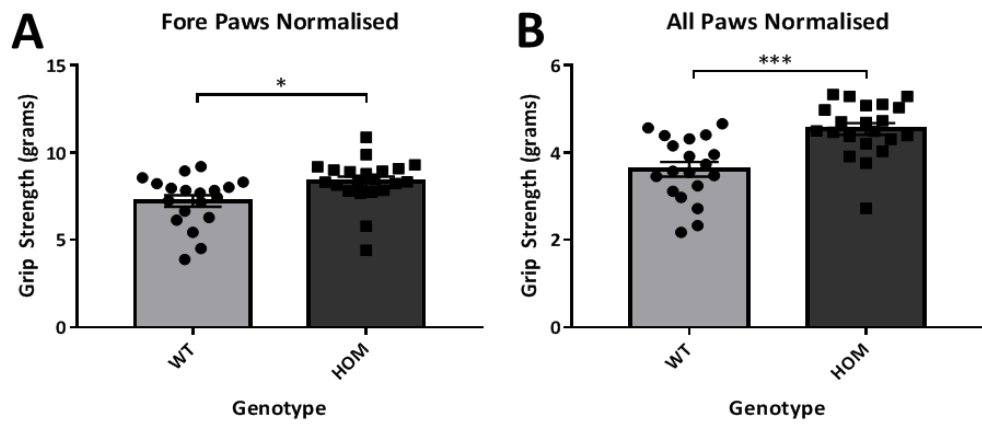 A
Fore Paws Normalised
Grip Strength (grams)
15
10
5
0
*
WT
HOM
Genotype
B
All Paws Normalised
Grip Strength (grams)
6
4
2
0
***
WT
HOM
Genotype